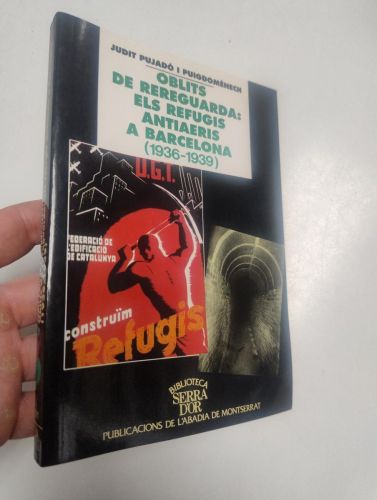 JUDIT PUJADÓ I PUIGDOMÈNECH
OBLITS
DE REREGUARDA:
ELS REFUGIS
ANTIAERIS
A BARCELONA
(1936-1939)
U.G.T.
FEDERACIÓ DE
L'EDIFICACIÓ
DE CATALUNYA
construïm
Refugis
BIBLIOTECA
SERRA
D'OR
PUBLICACIONS DE L'ABADIA DE MONTSERRAT